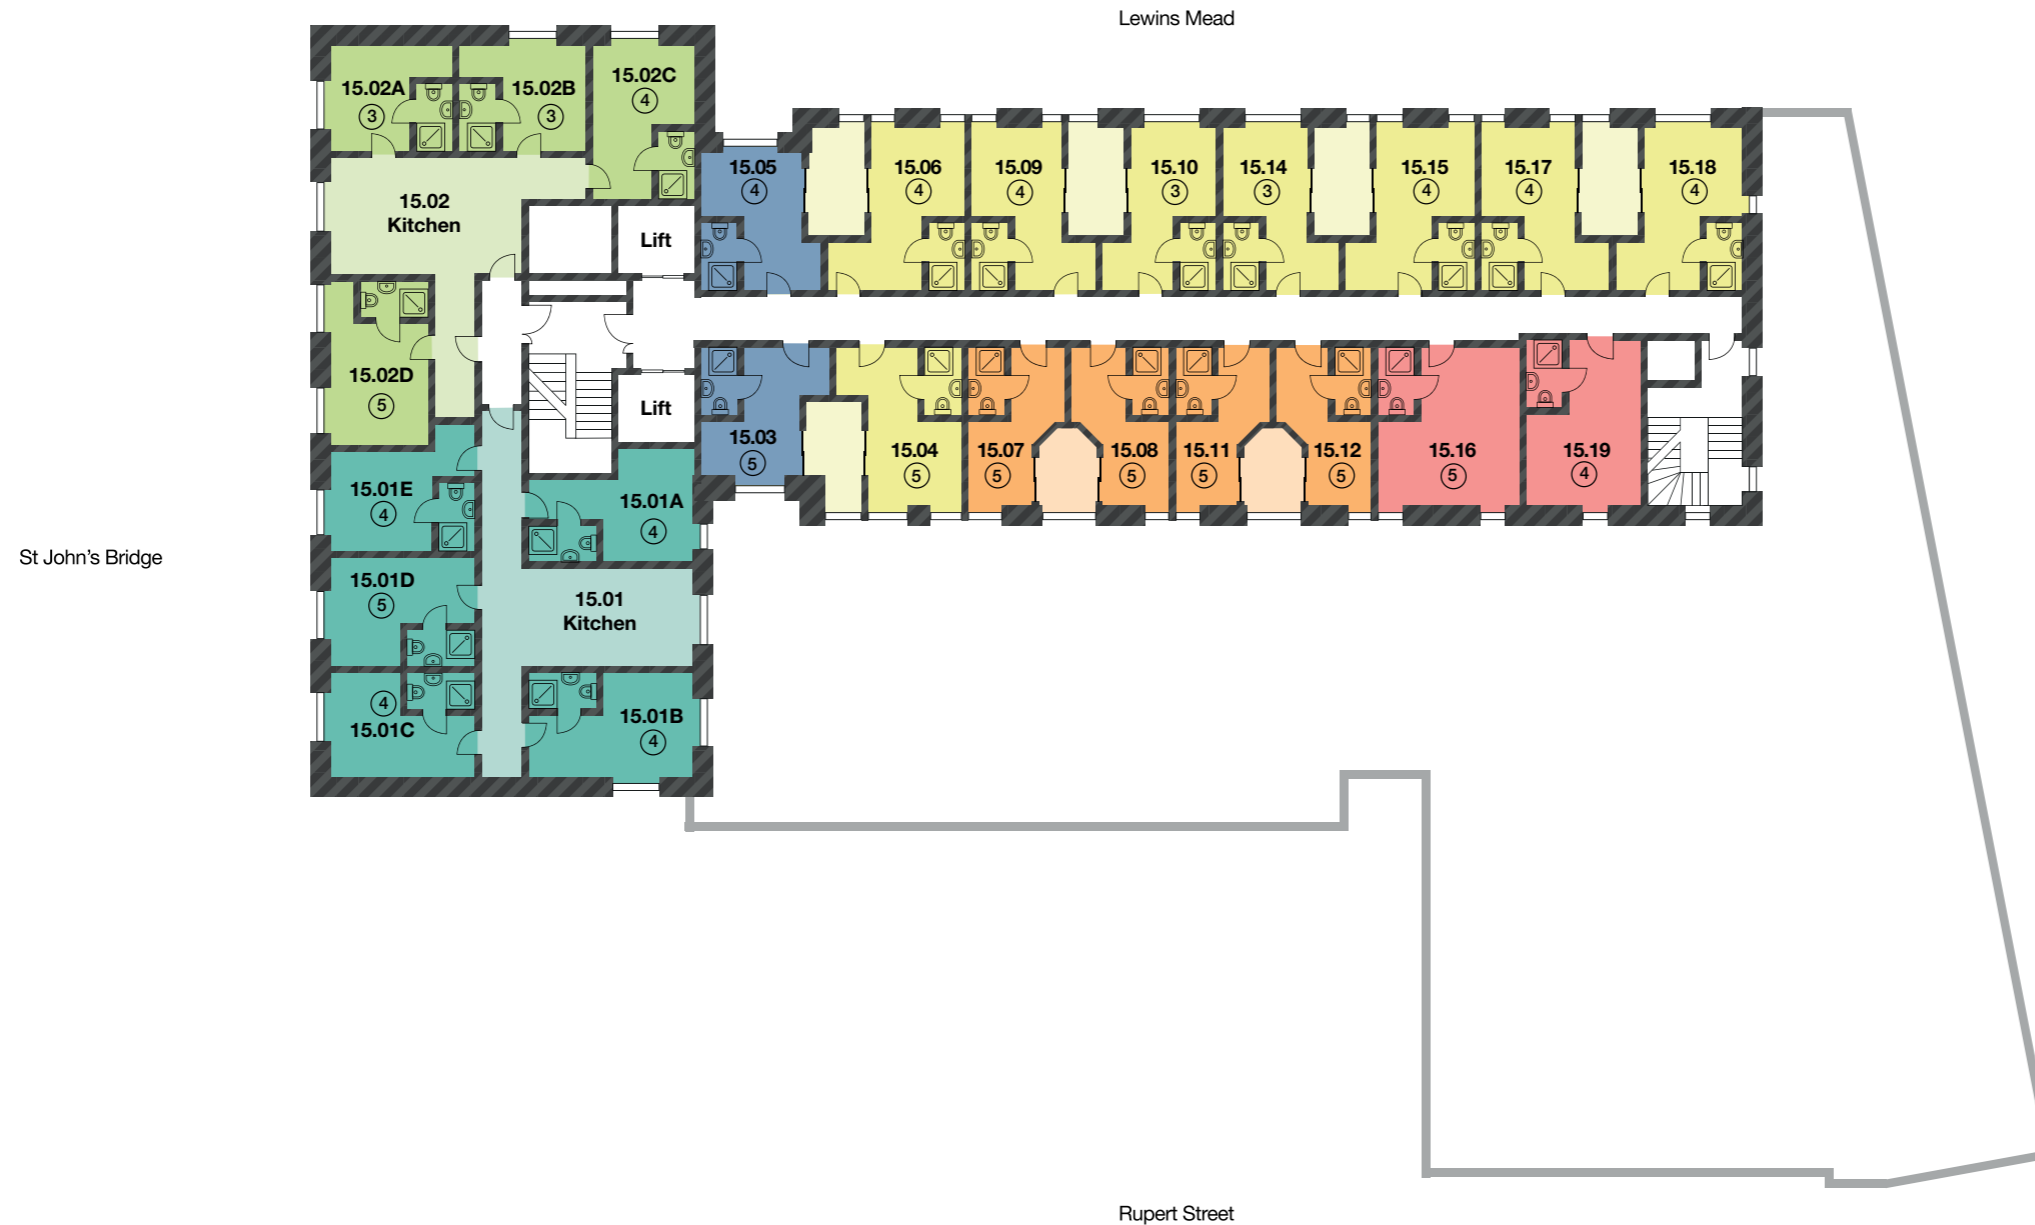 Lewins Mead
15.02A
3
15.02B
3
15.02C
4
15.05
4
15.06
4
15.09
4
15.10
3
15.14
3
15.15
4
15.17
4
15.18
4
15.02
Kitchen
Lift
15.02D
5
Lift
15.03
5
15.04
5
15.07
5
15.08
5
15.11
5
15.12
5
15.16
5
15.19
4
15.01E
4
15.01A
4
St John's Bridge
15.01D
5
15.01
Kitchen
4
15.01C
15.01B
4
Rupert Street